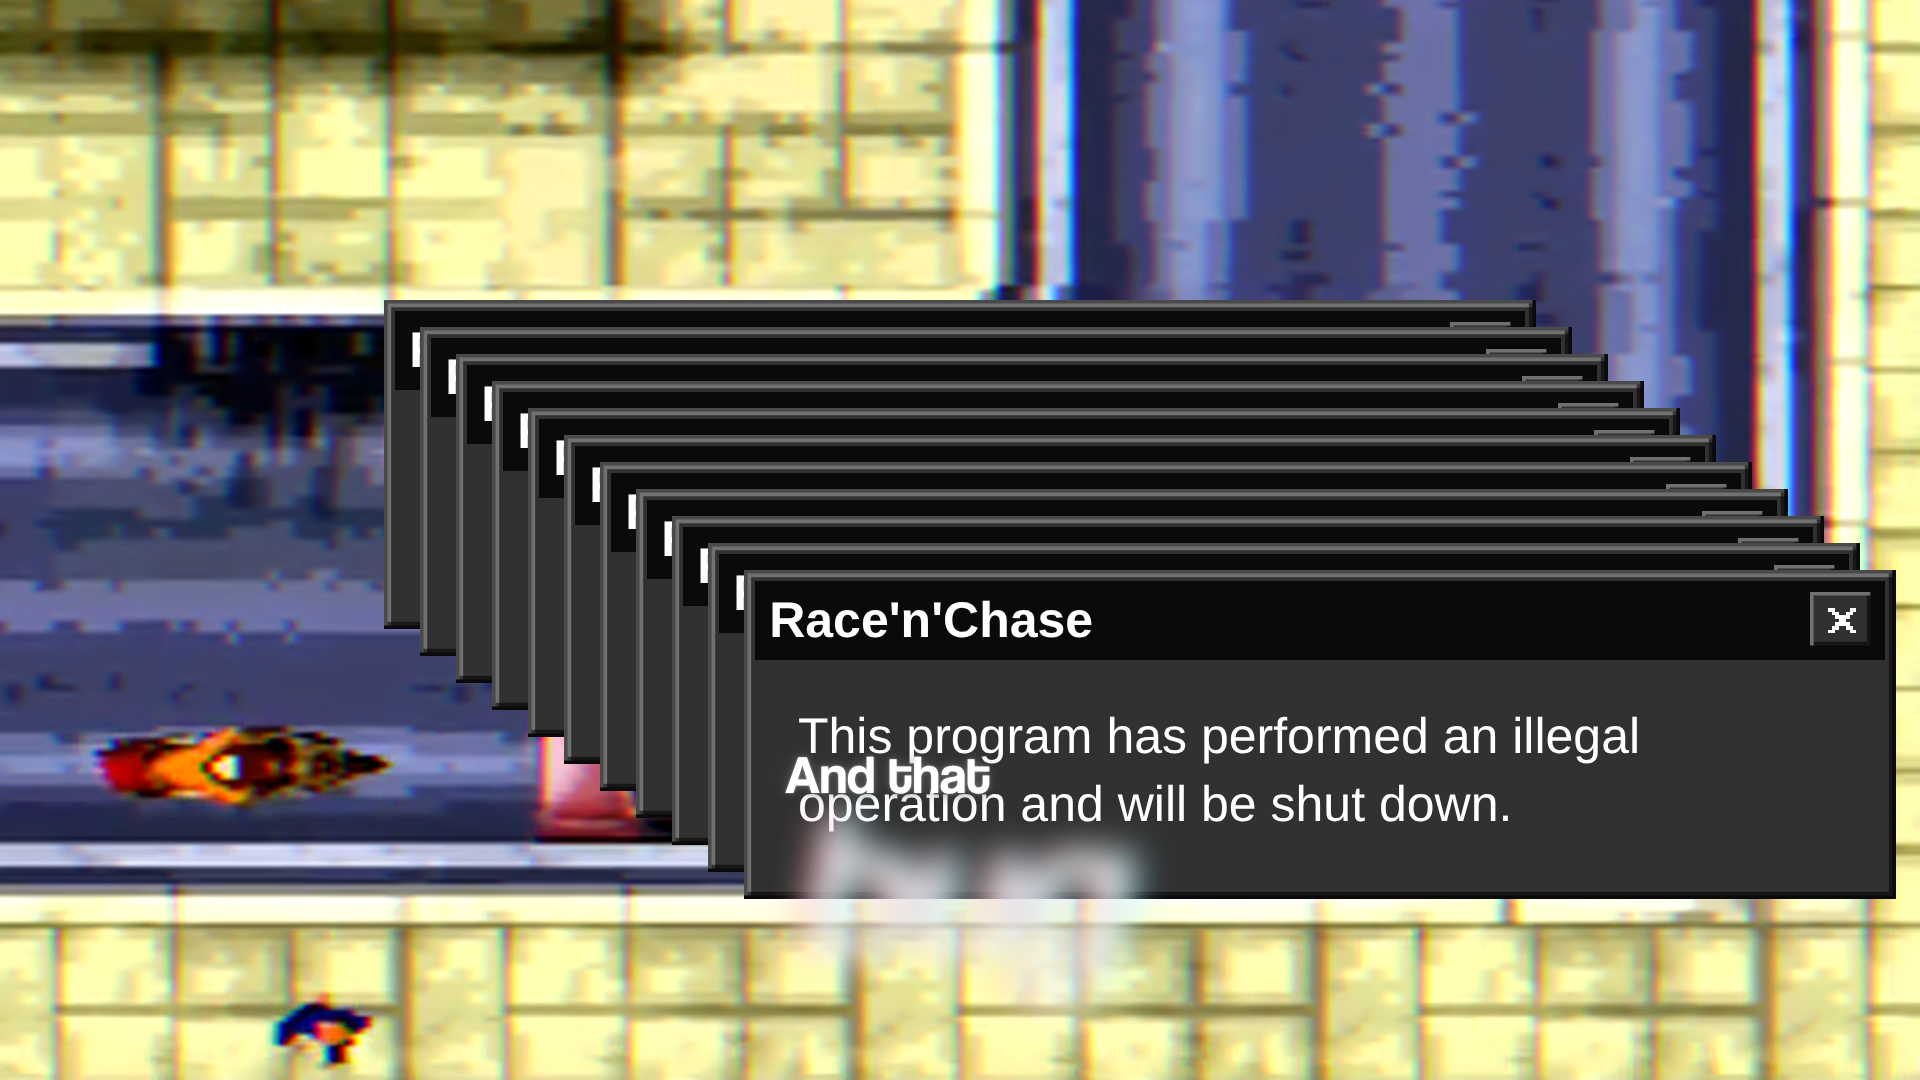 Race'n'Chase
This program has performed an illegal
And that
operation and will be shut down.